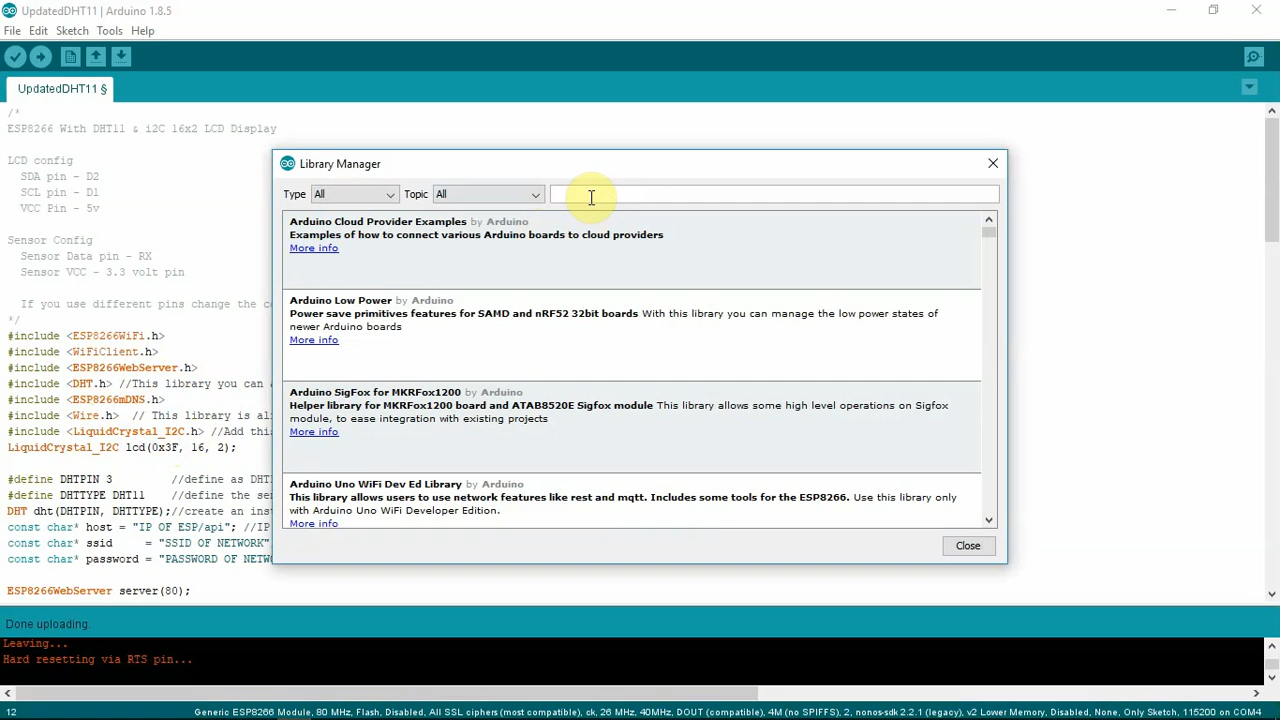 UpdatedDHT11 | Arduino 1.8.5
File Edit Sketch Tools Help
UpdatedDHT11 §
/*
ESP8266 With DHT11 & i2C 16x2 LCD Display
LCD config
SDA pin - D2
SCL pin - D1
VCC Pin - 5v
Sensor Config
Sensor Data pin - RX
Sensor VCC - 3.3 volt pin
If you use different pins change the
*/
#include <ESP8266WiFi.h>
#include <WiFiClient.h>
#include <ESP8266WebServer.h>
#include <DHT.h> //This library you can
#include <ESP8266mDNS.h>
#include <Wire.h> // This library is
#include <LiquidCrystal_I2C.h> //Add
LiquidCrystal_I2C lcd(0x3F, 16, 2);
#define DHTPIN 3 //define as
#define DHTTYPE DHT11 //define the
DHT dht(DHTPIN, DHTTYPE);//create an
const char* host = "IP OF ESP/api"; //IP
const char* ssid = "SSID OF NETWORK"
const char* password = "PASSWORD OF
ESP8266WebServer server(80);
Library Manager
Type All Topic All
Arduino Cloud Provider Examples by Arduino
Examples of how to connect various Arduino boards to cloud providers
More info
Arduino Low Power by Arduino
Power save primitives features for SAMD and nRF52 32bit boards With this library you can manage the low power states of
newer Arduino boards
More info
Arduino SigFox for MKRFox1200 by Arduino
Helper library for MKRFox1200 board and ATAB8520E Sigfox module This library allows some high level operations on Sigfox
module, to ease integration with existing projects
More info
Arduino Uno WiFi Dev Ed Library by Arduino
This library allows users to use network features like rest and mqtt. Includes some tools for the ESP8266. Use this library only
with Arduino Uno WiFi Developer Edition.
More info
Close
Done uploading.
Leaving...
Hard resetting via RTS pin...
12 Generic ESP8266 Module, 80 MHz, Flash, Disabled, All SSL ciphers (most compatible), ck, 26 MHz, 40MHz, DOUT (compatible), 4M (no SPIFFS), 2, nonos-sdk 2.2.1 (legacy), v2 Lower Memory, Disabled, None, Only Sketch, 115200 on COM4